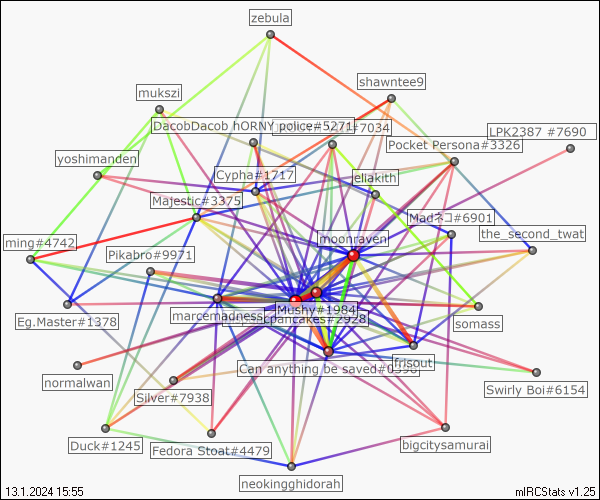 zebula
shawntee9
mukszi
LPK2387 #7690
DacobDacob hORNY police#5271
#7034
Pocket Persona#3326
yoshimanden
Cypha#1717
ellakith
Majestic#3375
Madネコ#6901
the_second_twat
moonraven
ming#4742
Pikabro#9971
Mushy#1984
somass
Eg.Master#1378
marcemadness
pancakes#2928
frisout
Can anything be saved#0396
normalwan
Swirly Boi#6154
Silver#7938
Duck#1245
Fedora Stoat#4479
bigcitysamurai
neokingghidorah
13.1.2024 15:55
mIRCStats v1.25